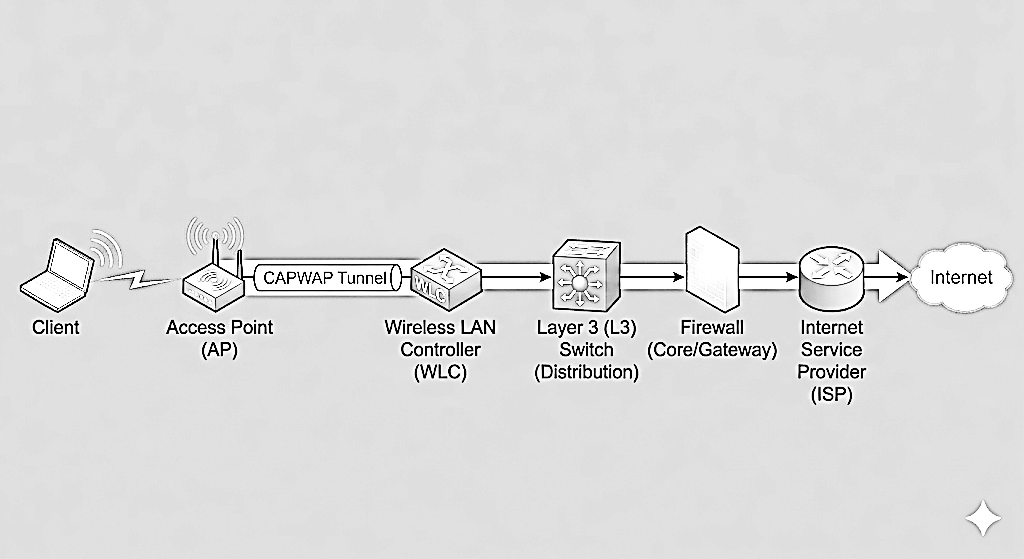 CAPWAP Tunnel
WLC
Internet
Client
Access Point
(AP)
Wireless LAN
Controller
(WLC)
Layer 3 (L3)
Switch
(Distribution)
Firewall
(Core/Gateway)
Internet
Service
Provider
(ISP)